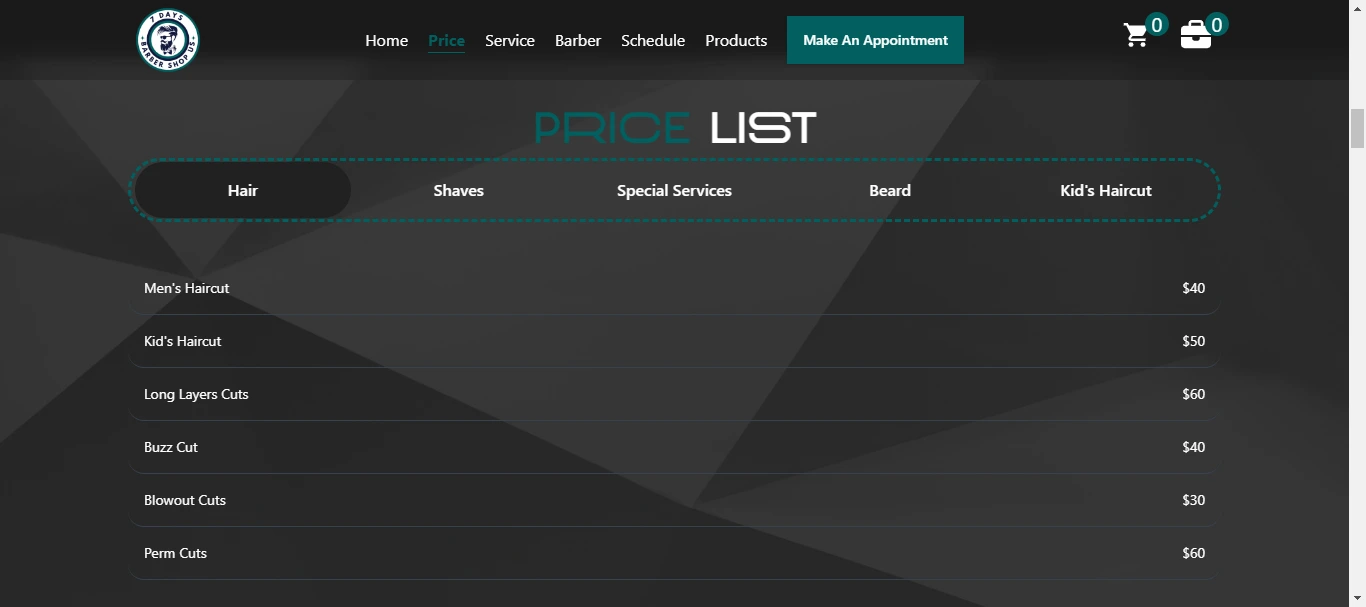 7 DAYS
BARBER SHOP US
Home Price Service Barber Schedule Products Make An Appointment 0 0
PRICE LIST
Hair Shaves Special Services Beard Kid's Haircut
Men's Haircut $40
Kid's Haircut $50
Long Layers Cuts $60
Buzz Cut $40
Blowout Cuts $30
Perm Cuts $60